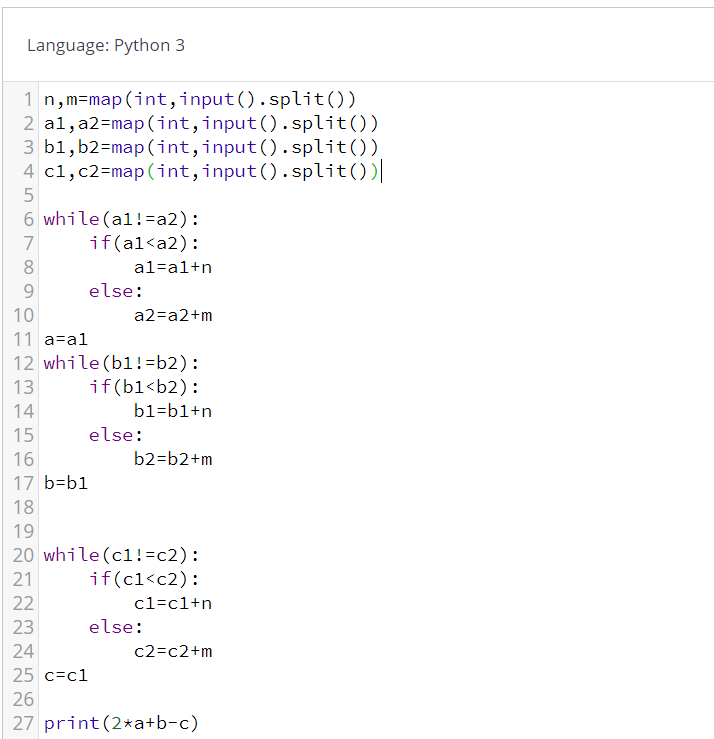 Language: Python 3
1 n,m=map(int,input().split())
2 a1,a2=map(int,input().split())
3 b1,b2=map(int,input().split())
4 c1,c2=map(int,input().split())
5
6 while(a1!=a2):
7     if(a1<a2):
8         a1=a1+n
9     else:
10         a2=a2+m
11 a=a1
12 while(b1!=b2):
13     if(b1<b2):
14         b1=b1+n
15     else:
16         b2=b2+m
17 b=b1
18
19
20 while(c1!=c2):
21     if(c1<c2):
22         c1=c1+n
23     else:
24         c2=c2+m
25 c=c1
26
27 print(2*a+b-c)